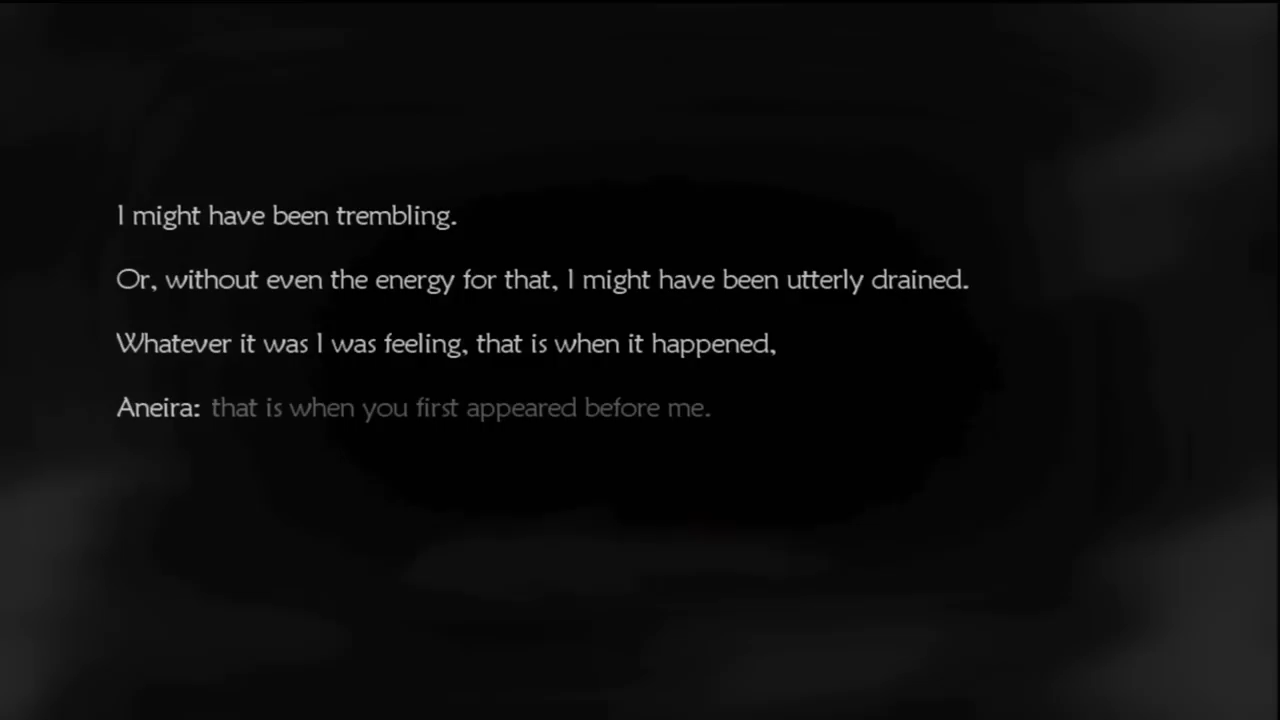 I might have been trembling.
Or, without even the energy for that, I might have been utterly drained.
Whatever it was I was feeling, that is when it happened,
Aneira: that is when you first appeared before me.